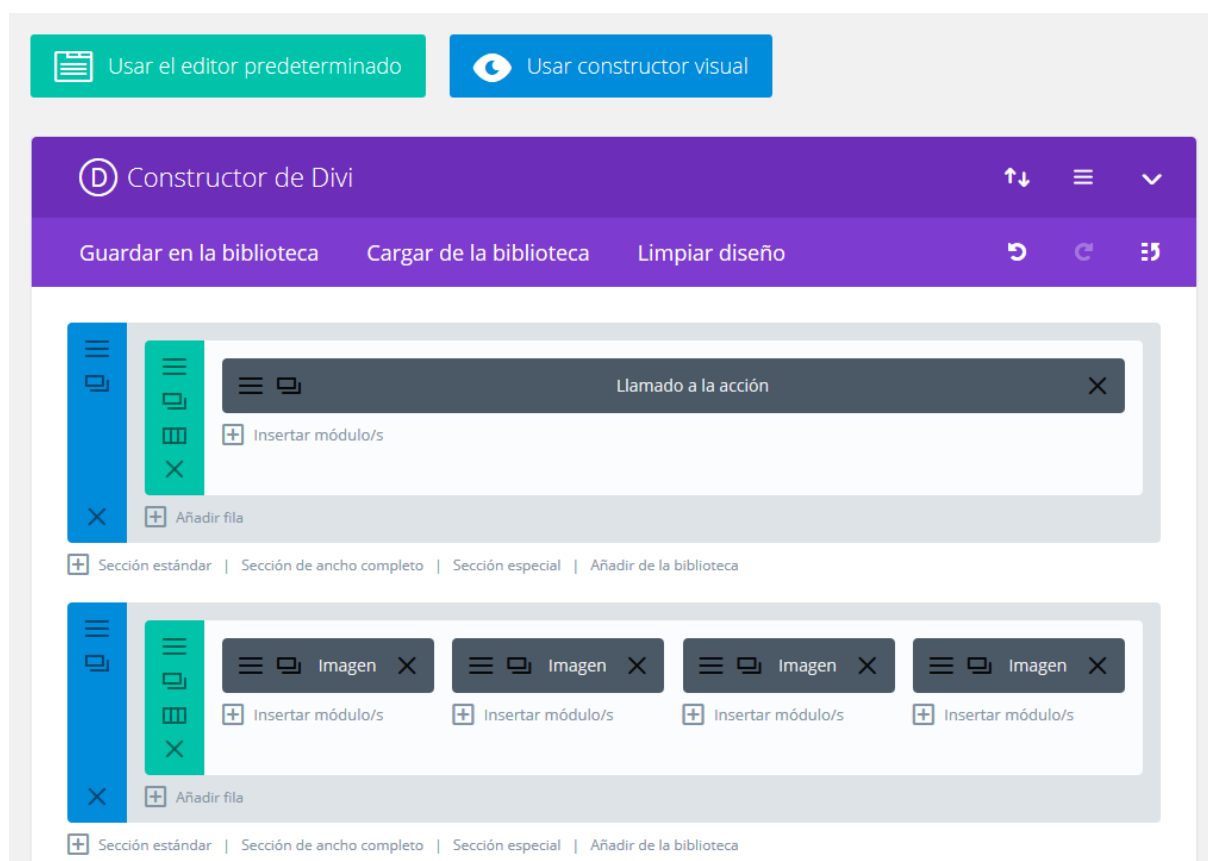 Usar el editor predeterminado Usar constructor visual
D Constructor de Divi
Guardar en la biblioteca Cargar de la biblioteca Limpiar diseño
Llamado a la acción
Insertar módulo/s
Añadir fila
Sección estándar | Sección de ancho completo | Sección especial | Añadir de la biblioteca
Imagen Imagen Imagen Imagen
Insertar módulo/s Insertar módulo/s Insertar módulo/s Insertar módulo/s
Añadir fila
Sección estándar | Sección de ancho completo | Sección especial | Añadir de la biblioteca